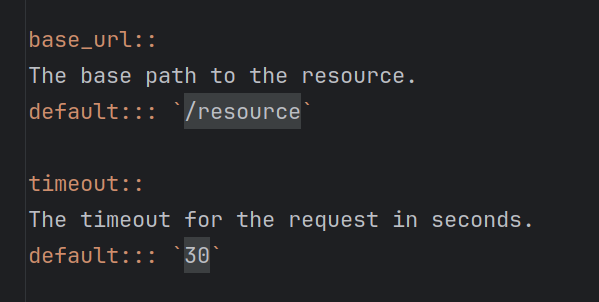 base_url::
The base path to the resource.
default::: `/resource`
timeout::
The timeout for the request in seconds.
default::: `30`